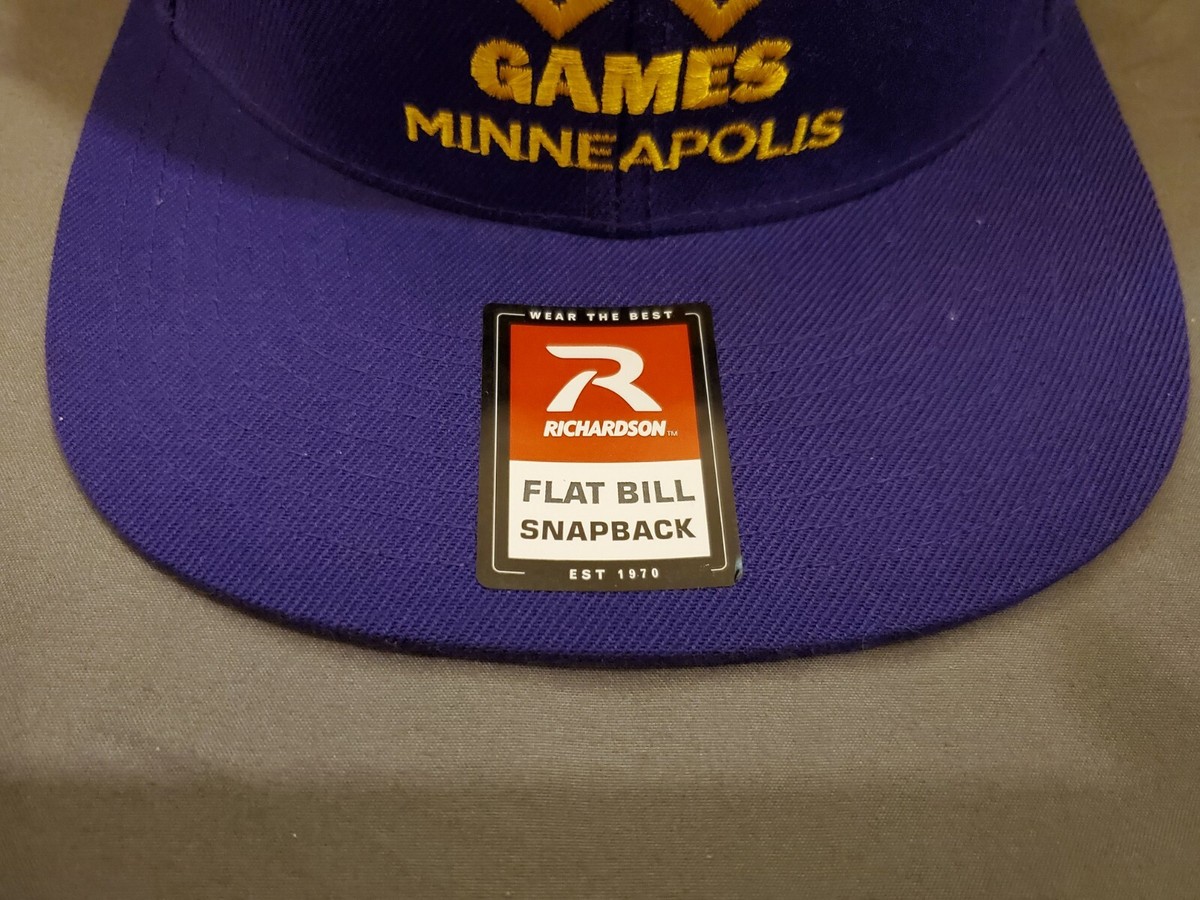 GAMES
MINNEAPOLIS
WEAR THE BEST
R
RICHARDSON™
FLAT BILL
SNAPBACK
EST 1970